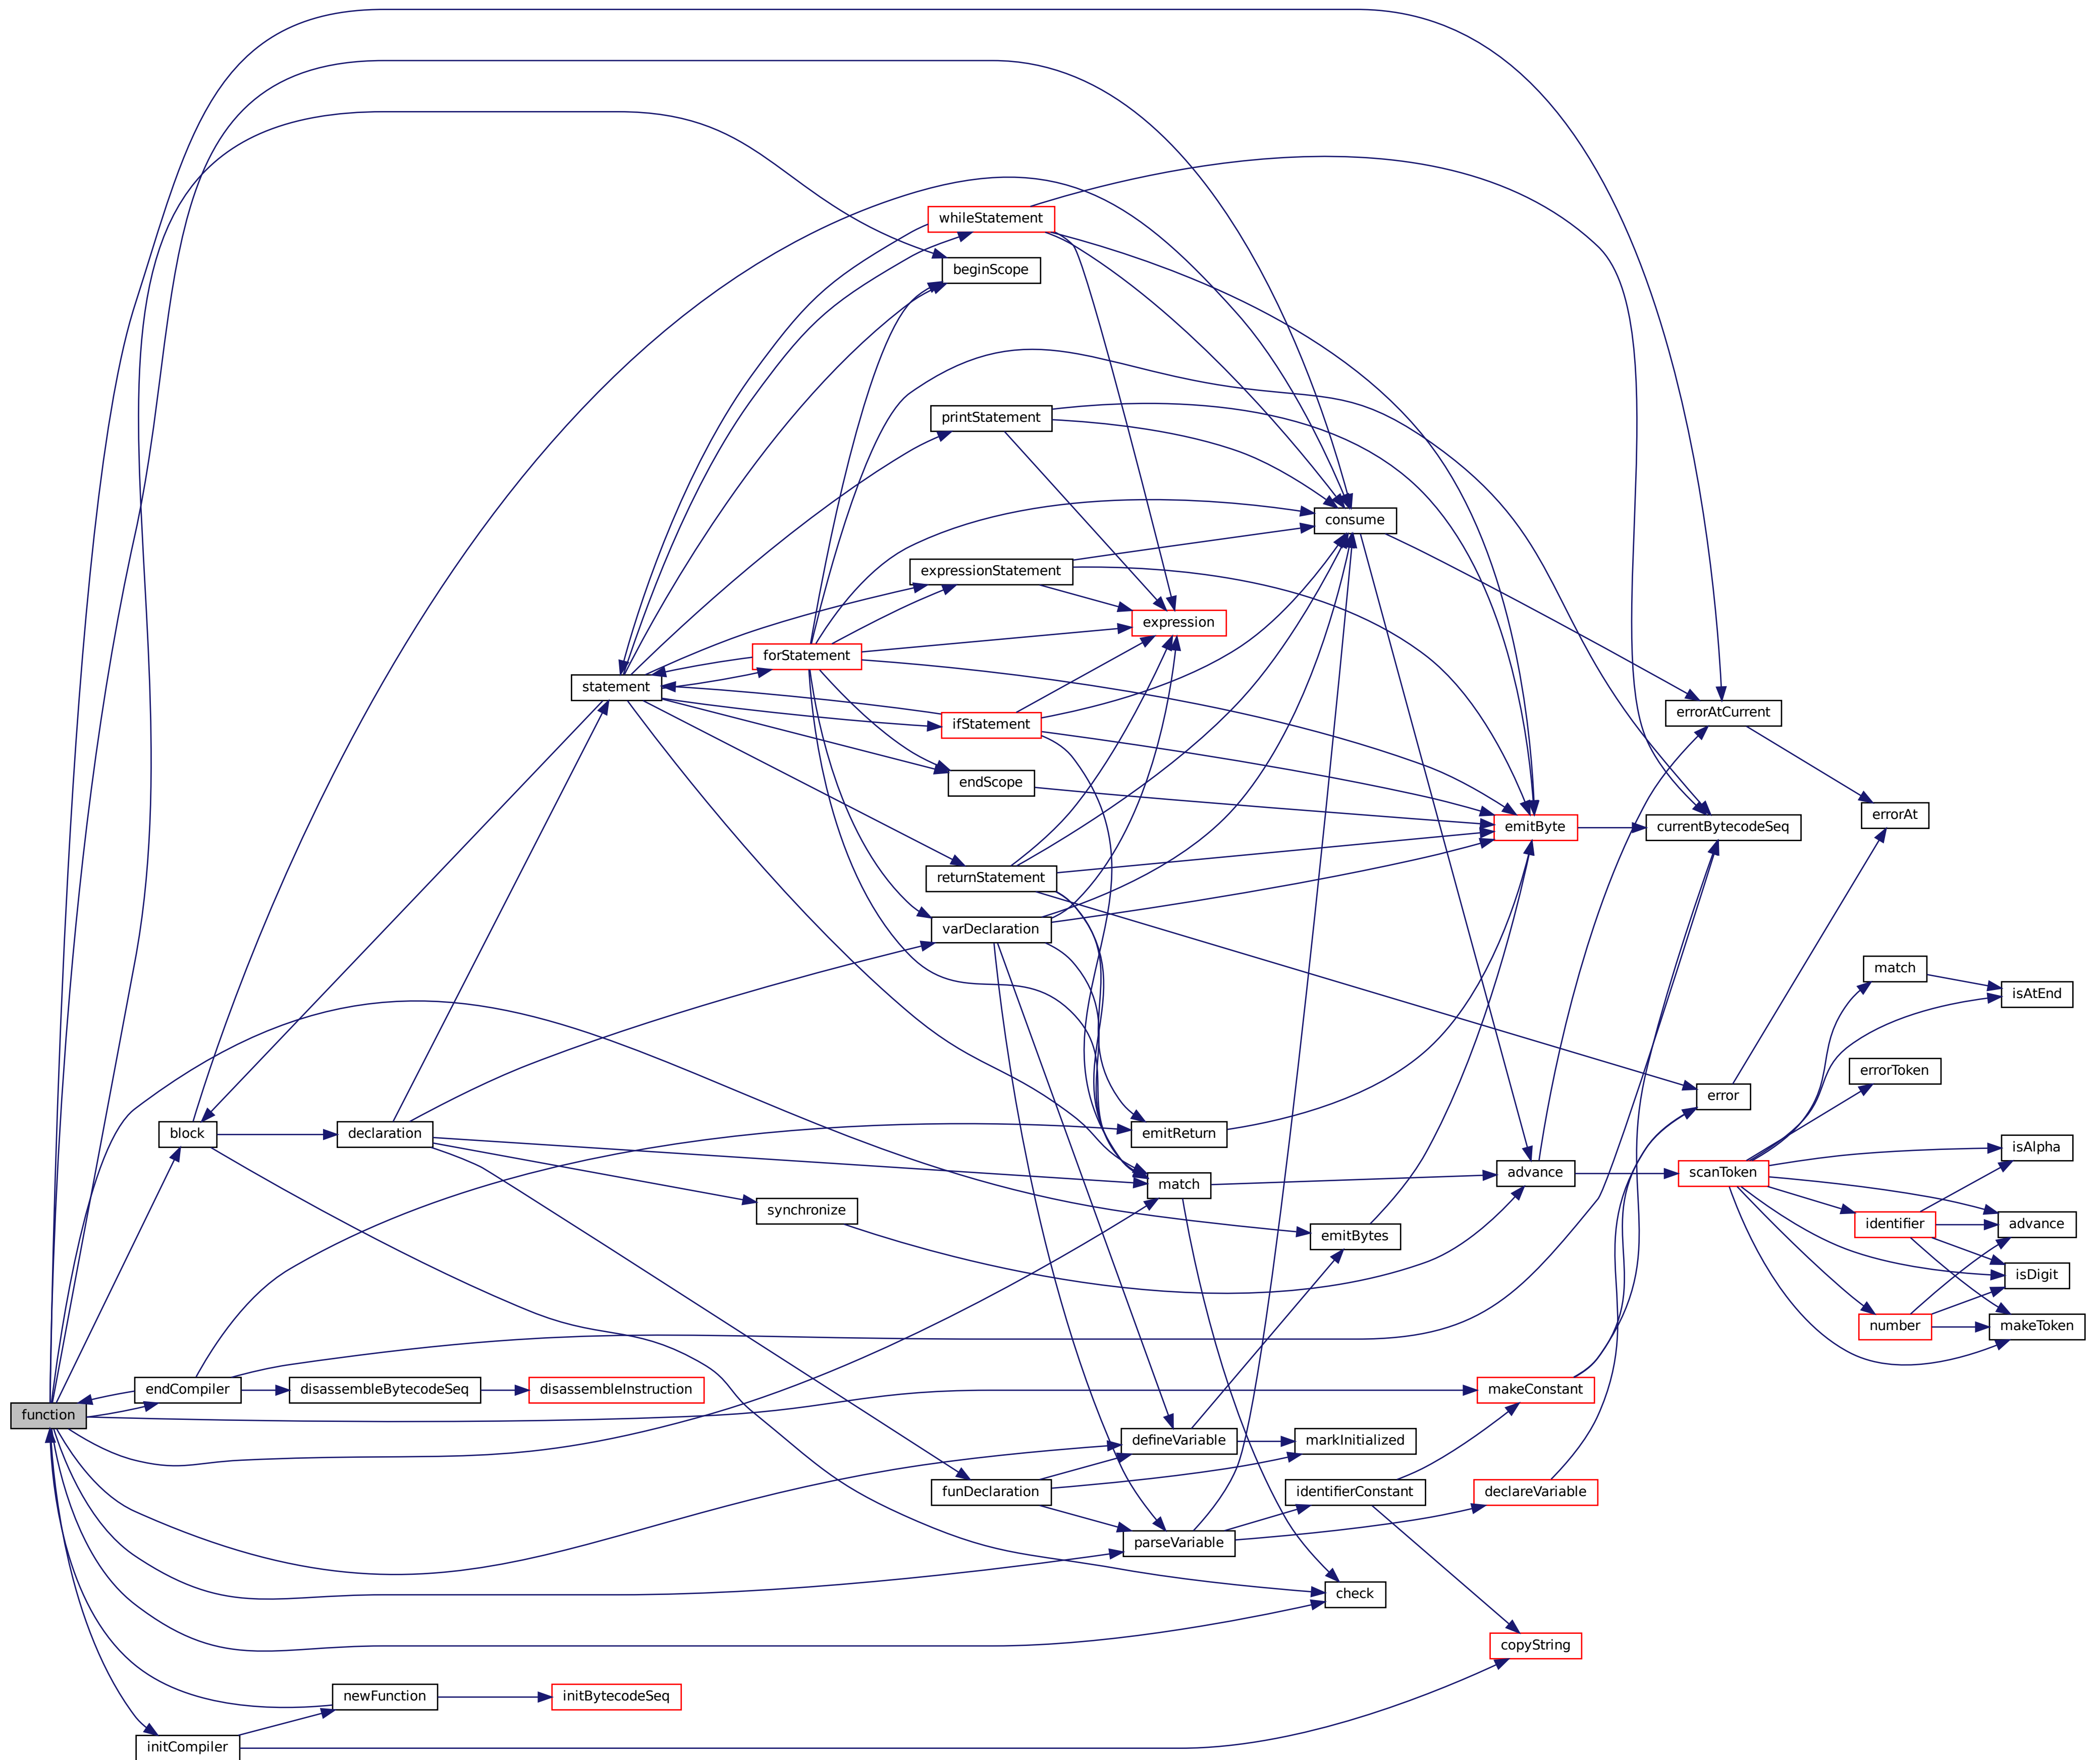 whileStatement
beginScope
printStatement
consume
expressionStatement
expression
forStatement
statement
errorAtCurrent
ifStatement
endScope
errorAt
emitByte
currentBytecodeSeq
returnStatement
varDeclaration
match
isAtEnd
errorToken
error
block
declaration
emitReturn
isAlpha
scanToken
advance
match
synchronize
identifier
advance
emitBytes
isDigit
number
makeToken
endCompiler
disassembleBytecodeSeq
disassembleInstruction
makeConstant
function
defineVariable
markInitialized
funDeclaration
identifierConstant
declareVariable
parseVariable
check
copyString
newFunction
initBytecodeSeq
initCompiler